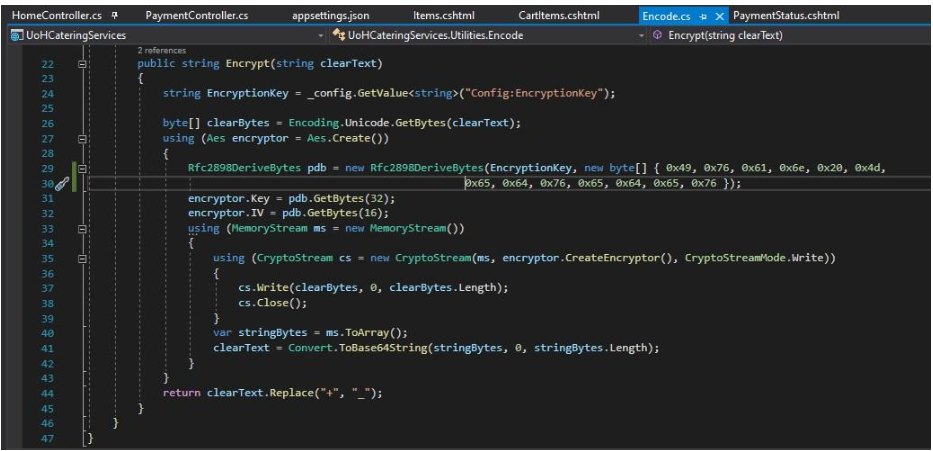 HomeController.cs PaymentController.cs appsettings.json Items.cshtml CartItems.cshtml Encode.cs PaymentStatus.cshtml
UoHCateringServices UoHCateringServices.Utilities.Encode Encrypt(string clearText)
2 references
22 public string Encrypt(string clearText)
23 {
24 string EncryptionKey = _config.GetValue<string>("Config:EncryptionKey");
25
26 byte[] clearBytes = Encoding.Unicode.GetBytes(clearText);
27 using (Aes encryptor = Aes.Create())
28 {
29 Rfc2898DeriveBytes pdb = new Rfc2898DeriveBytes(EncryptionKey, new byte[] { 0x49, 0x76, 0x61, 0x6e, 0x20, 0x4d,
30 0x65, 0x64, 0x76, 0x65, 0x64, 0x65, 0x76 });
31 encryptor.Key = pdb.GetBytes(32);
32 encryptor.IV = pdb.GetBytes(16);
33 using (MemoryStream ms = new MemoryStream())
34 {
35 using (CryptoStream cs = new CryptoStream(ms, encryptor.CreateEncryptor(), CryptoStreamMode.Write))
36 {
37 cs.Write(clearBytes, 0, clearBytes.Length);
38 cs.Close();
39 }
40 var stringBytes = ms.ToArray();
41 clearText = Convert.ToBase64String(stringBytes, 0, stringBytes.Length);
42 }
43 }
44 return clearText.Replace("+", "_");
45 }
46 }
47 }